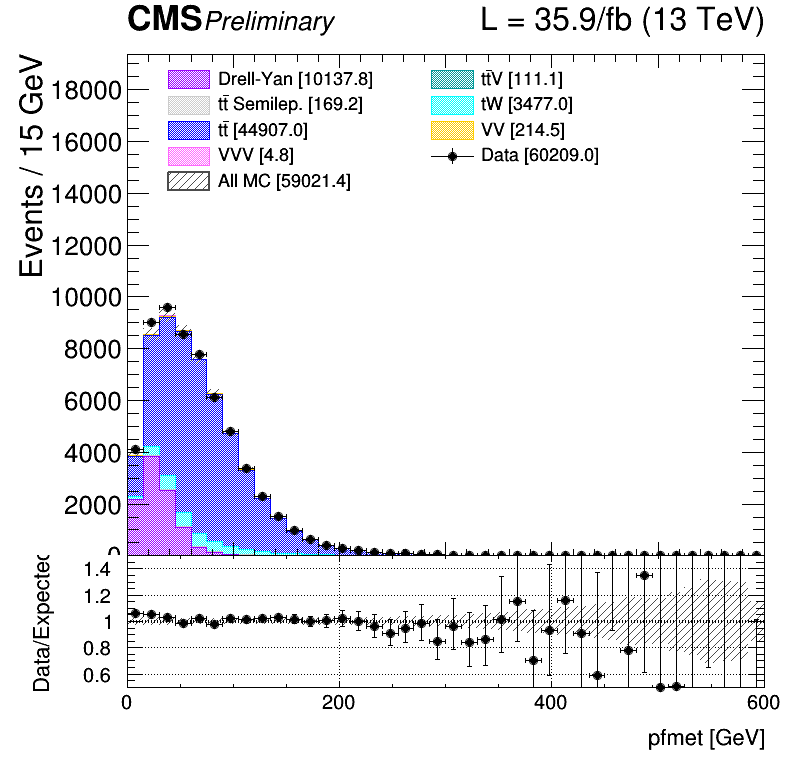 CMS Preliminary L = 35.9/fb (13 TeV)
Events / 15 GeV
18000
16000
14000
12000
10000
8000
6000
4000
2000
0
Drell-Yan [10137.8]
tt̄ Semilep. [169.2]
tt̄ [44907.0]
VVV [4.8]
All MC [59021.4]
tt̄V [111.1]
tW [3477.0]
VV [214.5]
Data [60209.0]
Data/Expected
1.4
1.2
1
0.8
0.6
0 200 400 600
pfmet [GeV]